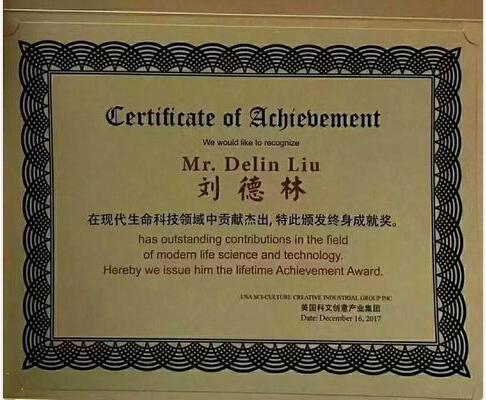 Certificate of Achievement
We would like to recognize
Mr. Delin Liu
刘德林
在现代生命科技领域中贡献杰出，特此颁发终身成就奖。
has outstanding contributions in the field
of modern life science and technology.
Hereby we issue him the lifetime Achievement Award.
USA SCI-CULTURE CREATIVE INDUSTRIAL GROUP INC
美国科文创意产业集团
Date: December 16, 2017